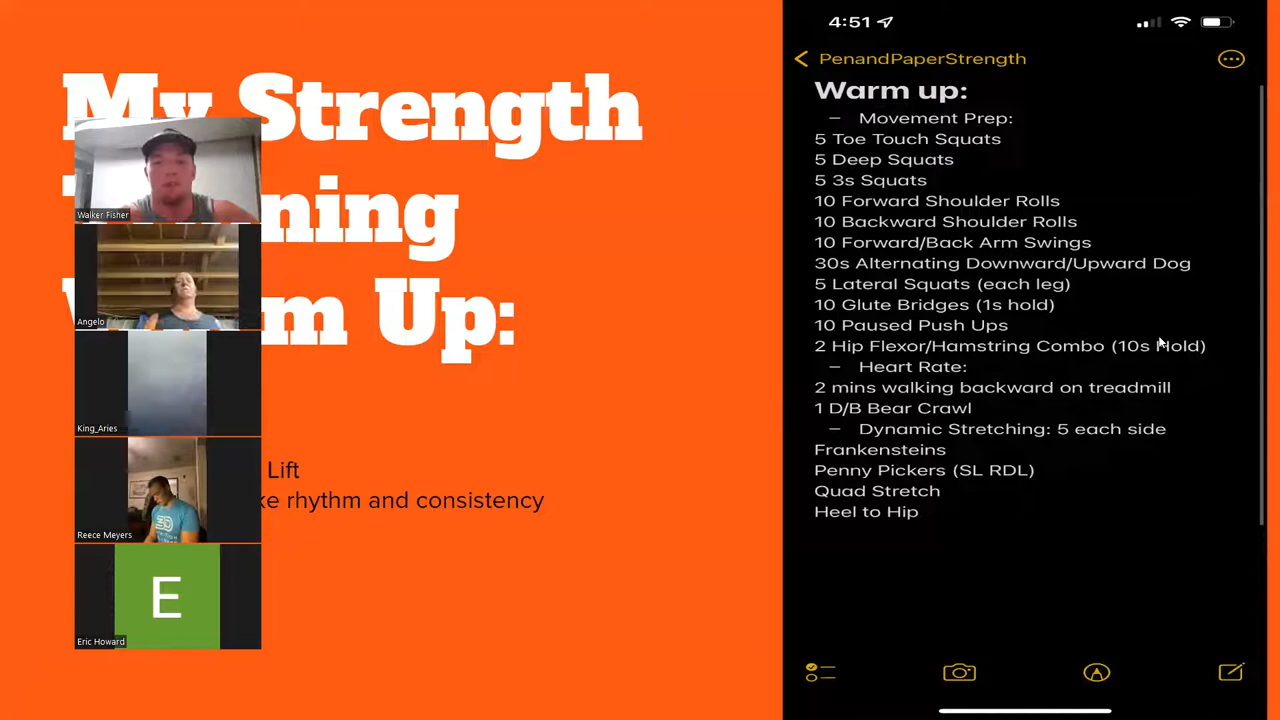 My Strength
ning
m Up:
Lift
ke rhythm and consistency
Walker Fisher
Angelo
King_Aries
Reece Meyers
E
Eric Howard
4:51
PenandPaperStrength
Warm up:
– Movement Prep:
5 Toe Touch Squats
5 Deep Squats
5 3s Squats
10 Forward Shoulder Rolls
10 Backward Shoulder Rolls
10 Forward/Back Arm Swings
30s Alternating Downward/Upward Dog
5 Lateral Squats (each leg)
10 Glute Bridges (1s hold)
10 Paused Push Ups
2 Hip Flexor/Hamstring Combo (10s Hold)
– Heart Rate:
2 mins walking backward on treadmill
1 D/B Bear Crawl
– Dynamic Stretching: 5 each side
Frankensteins
Penny Pickers (SL RDL)
Quad Stretch
Heel to Hip